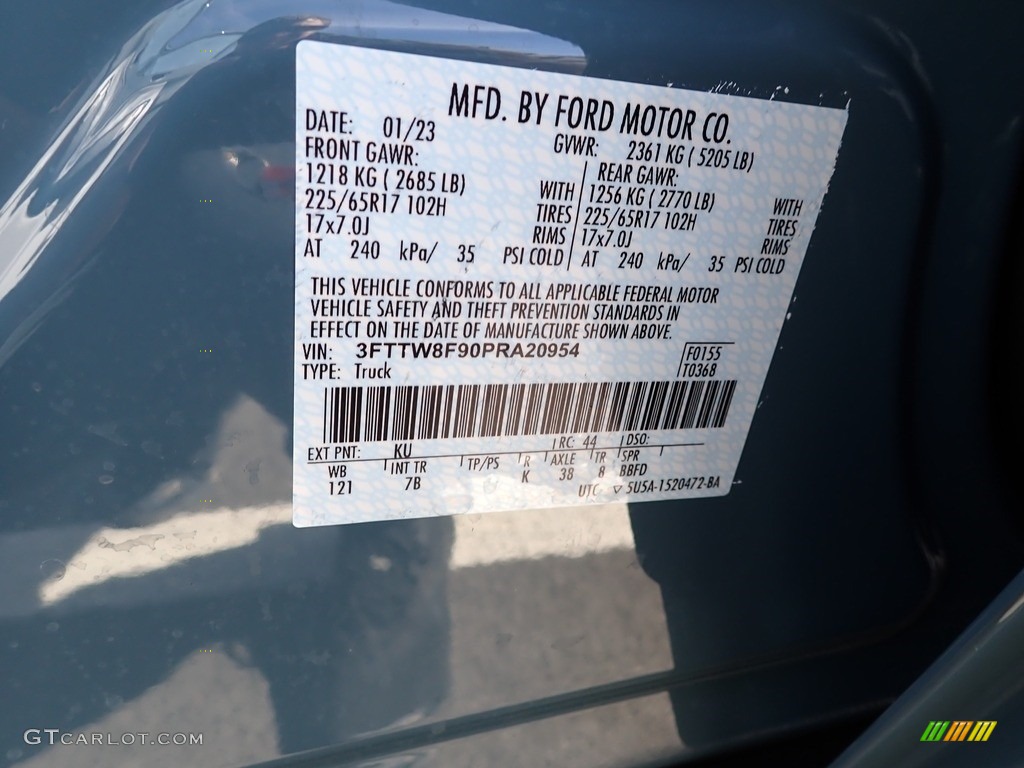 MFD. BY FORD MOTOR CO.
DATE: 01/23
GVWR: 2361 KG ( 5205 LB)
FRONT GAWR:
1218 KG ( 2685 LB) WITH
225/65R17 102H TIRES
17x7.0J RIMS
AT 240 kPa/ 35 PSI COLD
REAR GAWR:
1256 KG ( 2770 LB) WITH
225/65R17 102H TIRES
17x7.0J RIMS
AT 240 kPa/ 35 PSI COLD
THIS VEHICLE CONFORMS TO ALL APPLICABLE FEDERAL MOTOR
VEHICLE SAFETY AND THEFT PREVENTION STANDARDS IN
EFFECT ON THE DATE OF MANUFACTURE SHOWN ABOVE.
VIN: 3FTTW8F90PRA20954
TYPE: Truck
F0155
T0368
EXT PNT: KU RC: 44 DSO:
WB INT TR TP/PS R AXLE TR SPR
121 7B K 38 8 BBFD
UTC ▽ 5U5A-1520472-BA
GTCARLOT.COM